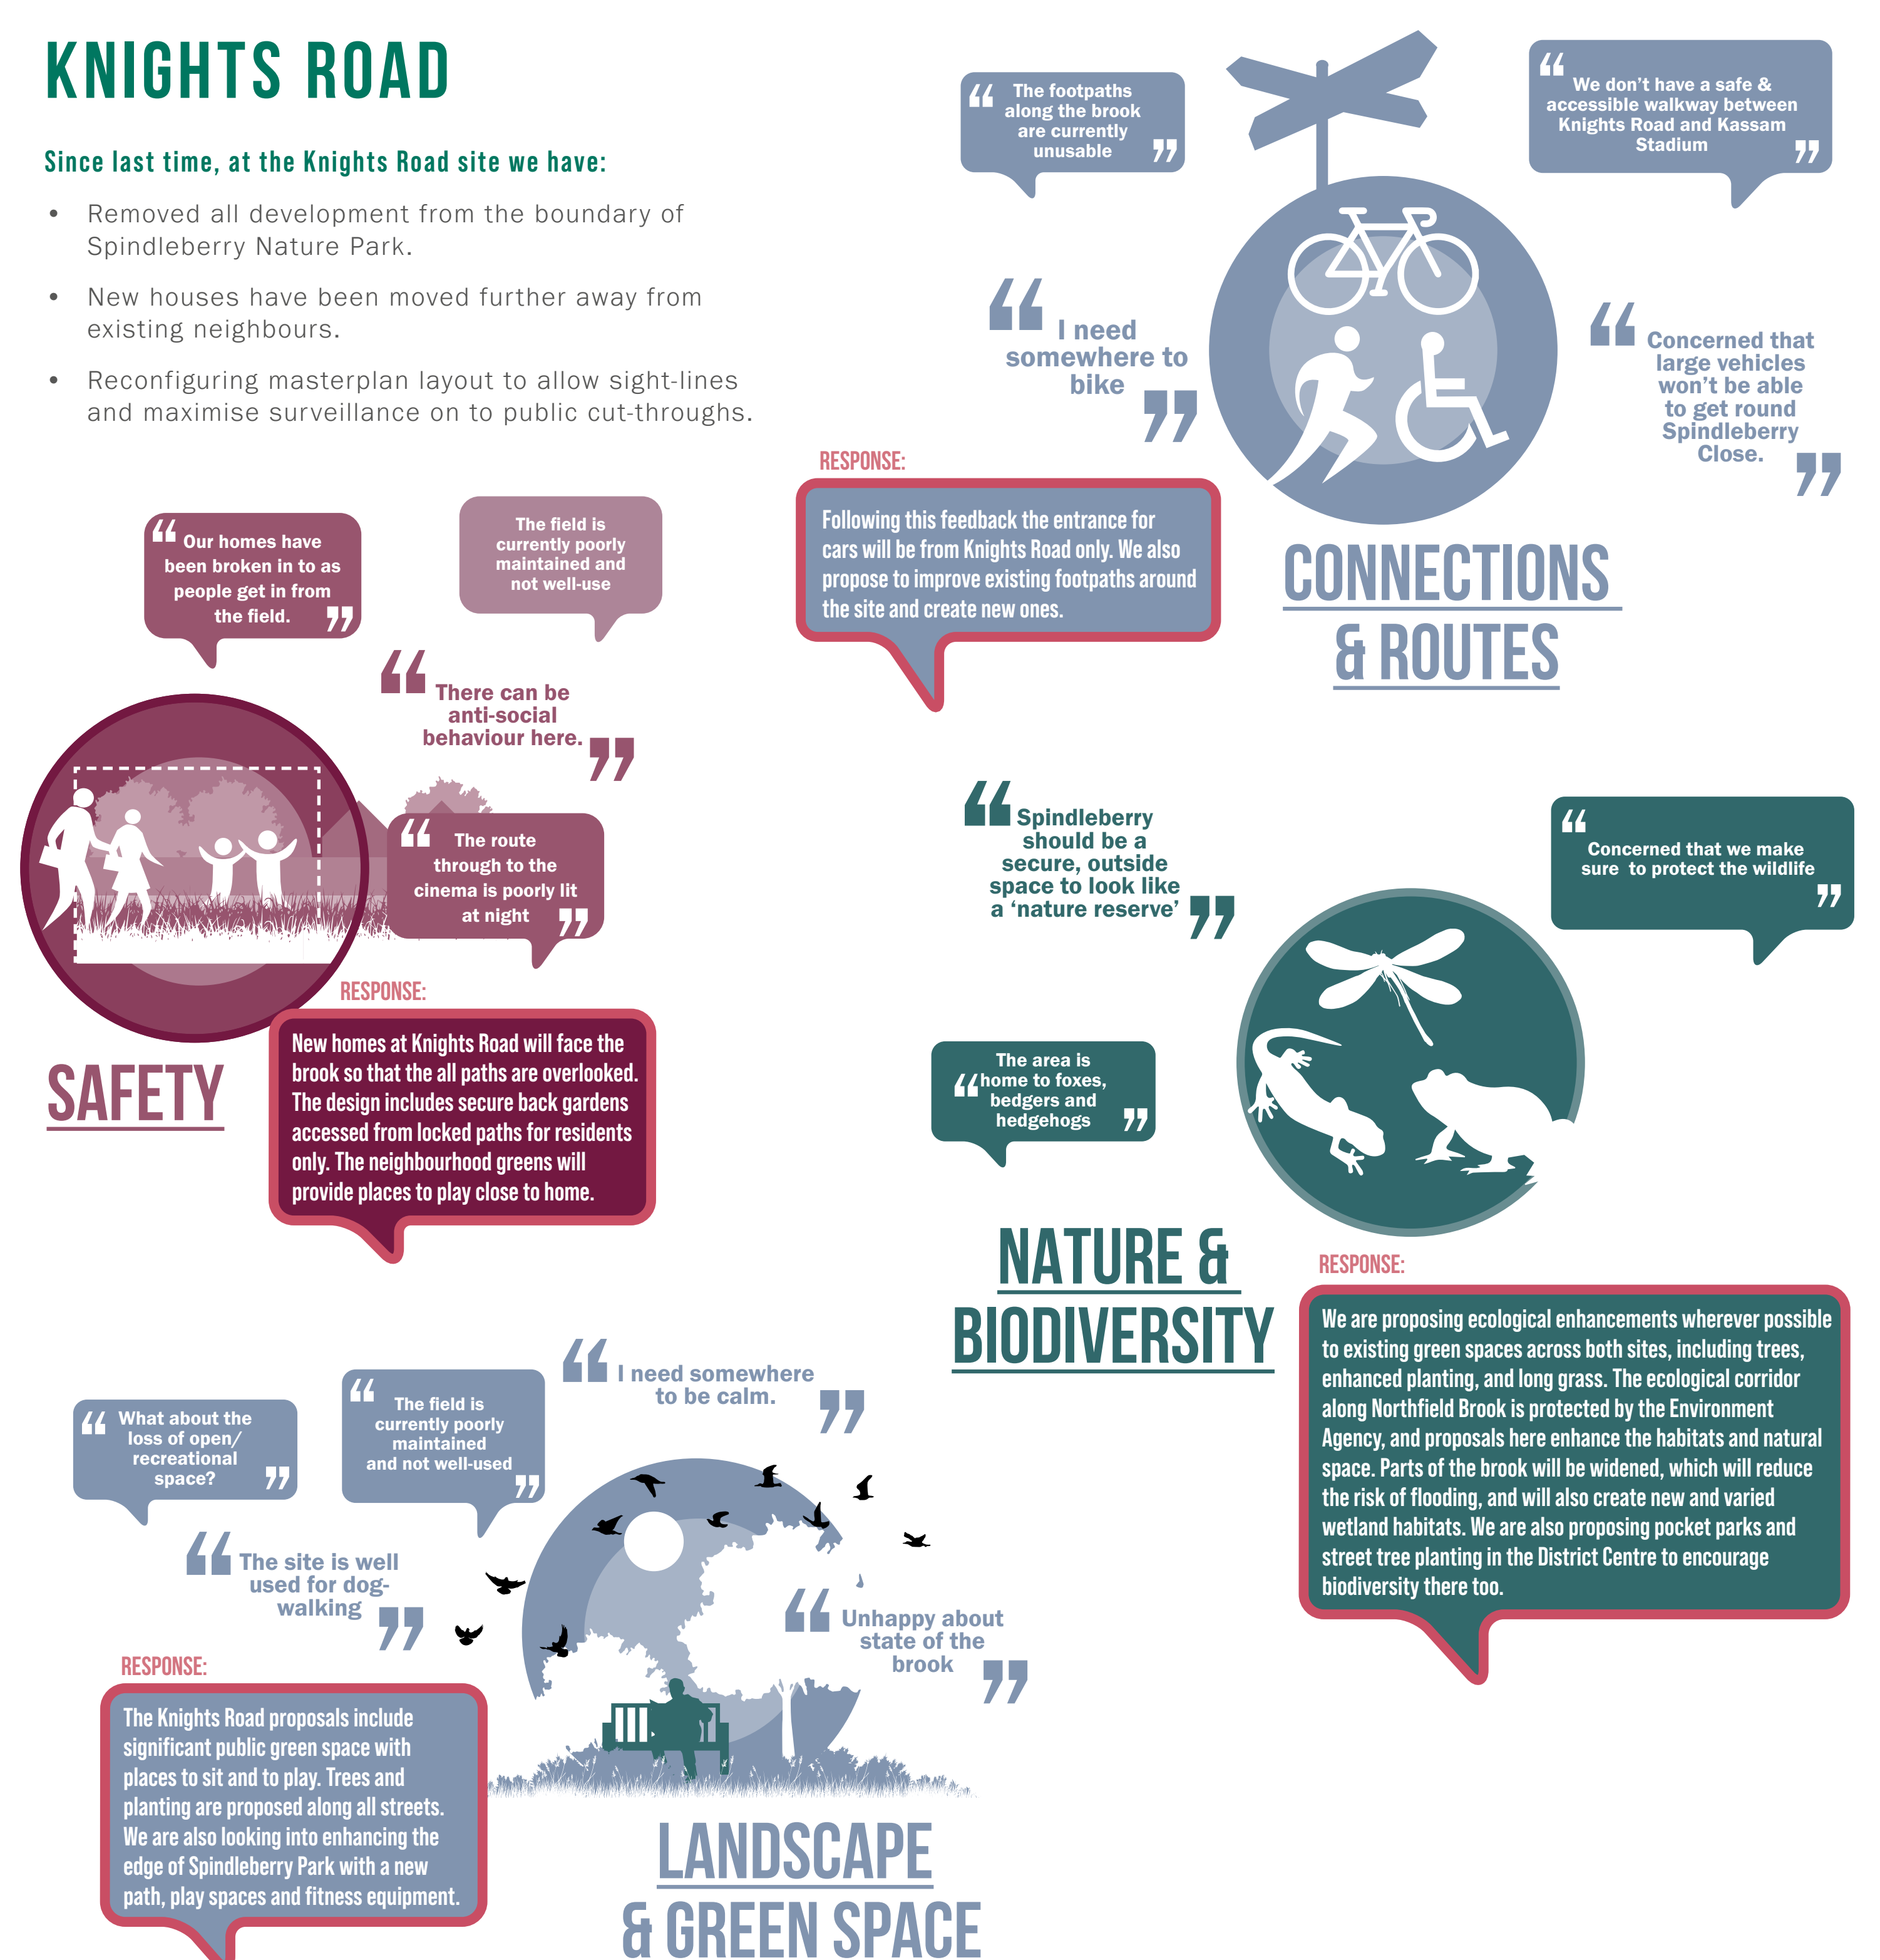 KNIGHTS ROAD
Since last time, at the Knights Road site we have:
• Removed all development from the boundary of
Spindleberry Nature Park.
• New houses have been moved further away from
existing neighbours.
• Reconfiguring masterplan layout to allow sight-lines
and maximise surveillance on to public cut-throughs.
“ The footpaths
along the brook
are currently
unusable ”
“ We don’t have a safe &
accessible walkway between
Knights Road and Kassam
Stadium ”
“ I need
somewhere to
bike ”
“ Concerned that
large vehicles
won’t be able
to get round
Spindleberry
Close. ”
RESPONSE:
Following this feedback the entrance for
cars will be from Knights Road only. We also
propose to improve existing footpaths around
the site and create new ones.
CONNECTIONS
& ROUTES
“ Our homes have
been broken in to as
people get in from
the field. ”
The field is
currently poorly
maintained and
not well-use
“ There can be
anti-social
behaviour here. ”
“ The route
through to the
cinema is poorly lit
at night ”
RESPONSE:
New homes at Knights Road will face the
brook so that the all paths are overlooked.
The design includes secure back gardens
accessed from locked paths for residents
only. The neighbourhood greens will
provide places to play close to home.
SAFETY
“ Spindleberry
should be a
secure, outside
space to look like
a ‘nature reserve’ ”
“ Concerned that we make
sure to protect the wildlife ”
The area is
“ home to foxes,
bedgers and
hedgehogs ”
NATURE &
BIODIVERSITY
RESPONSE:
We are proposing ecological enhancements wherever possible
to existing green spaces across both sites, including trees,
enhanced planting, and long grass. The ecological corridor
along Northfield Brook is protected by the Environment
Agency, and proposals here enhance the habitats and natural
space. Parts of the brook will be widened, which will reduce
the risk of flooding, and will also create new and varied
wetland habitats. We are also proposing pocket parks and
street tree planting in the District Centre to encourage
biodiversity there too.
“ What about the
loss of open/
recreational
space? ”
“ The field is
currently poorly
maintained
and not well-used ”
“ I need somewhere
to be calm. ”
“ The site is well
used for dog-
walking ”
“ Unhappy about
state of the
brook ”
RESPONSE:
The Knights Road proposals include
significant public green space with
places to sit and to play. Trees and
planting are proposed along all streets.
We are also looking into enhancing the
edge of Spindleberry Park with a new
path, play spaces and fitness equipment.
LANDSCAPE
& GREEN SPACE